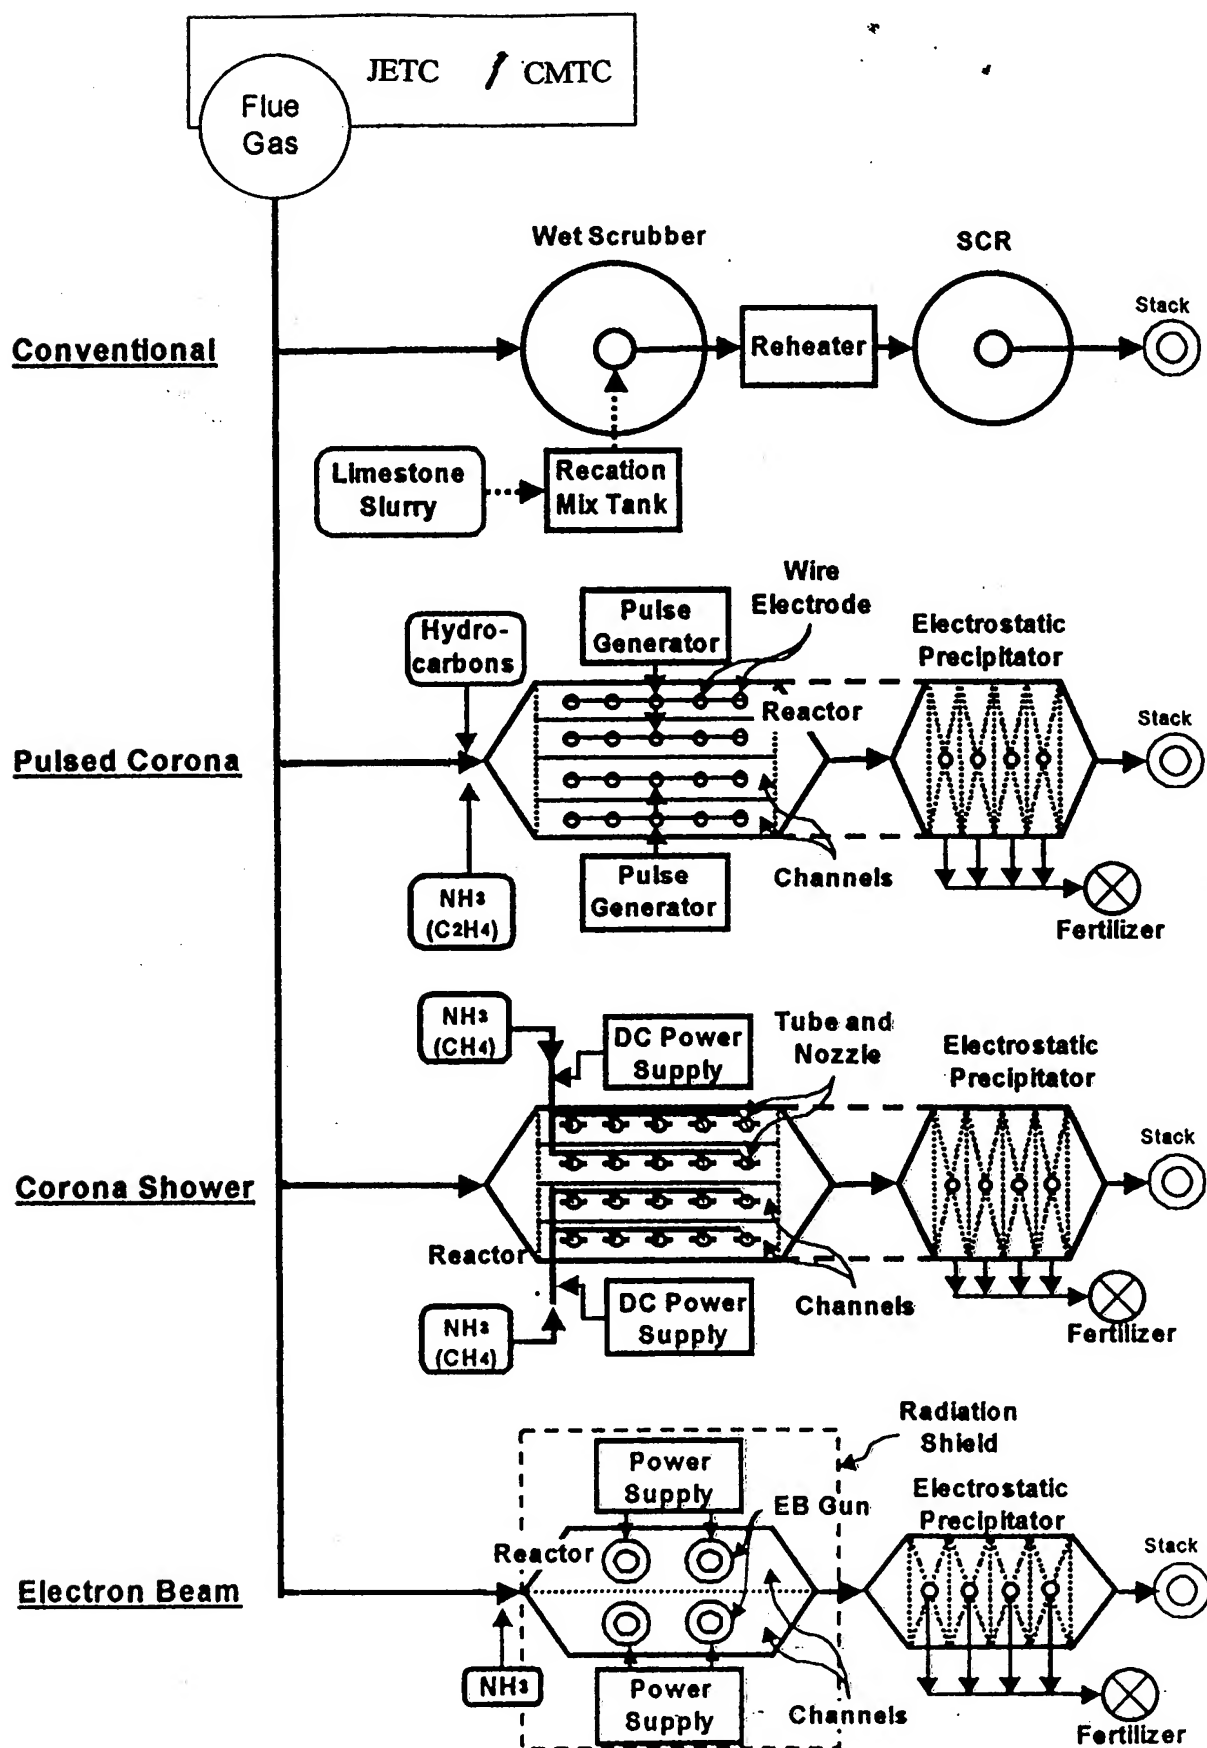 JETC / CMTC
Flue
Gas
Wet Scrubber
SCR
Stack
Conventional
Reheater
Limestone
Slurry
Recation
Mix Tank
Wire
Electrode
Pulse
Generator
Hydro-
carbons
Electrostatic
Precipitator
Reactor
Stack
Pulsed Corona
Pulse
Generator
Channels
NH3
(C2H4)
Fertilizer
NH3
(CH4)
DC Power
Supply
Tube and
Nozzle
Electrostatic
Precipitator
Stack
Corona Shower
Reactor
Channels
NH3
(CH4)
DC Power
Supply
Fertilizer
Radiation
Shield
Power
Supply
EB Gun
Electrostatic
Precipitator
Reactor
Stack
Electron Beam
NH3
Power
Supply
Channels
Fertilizer